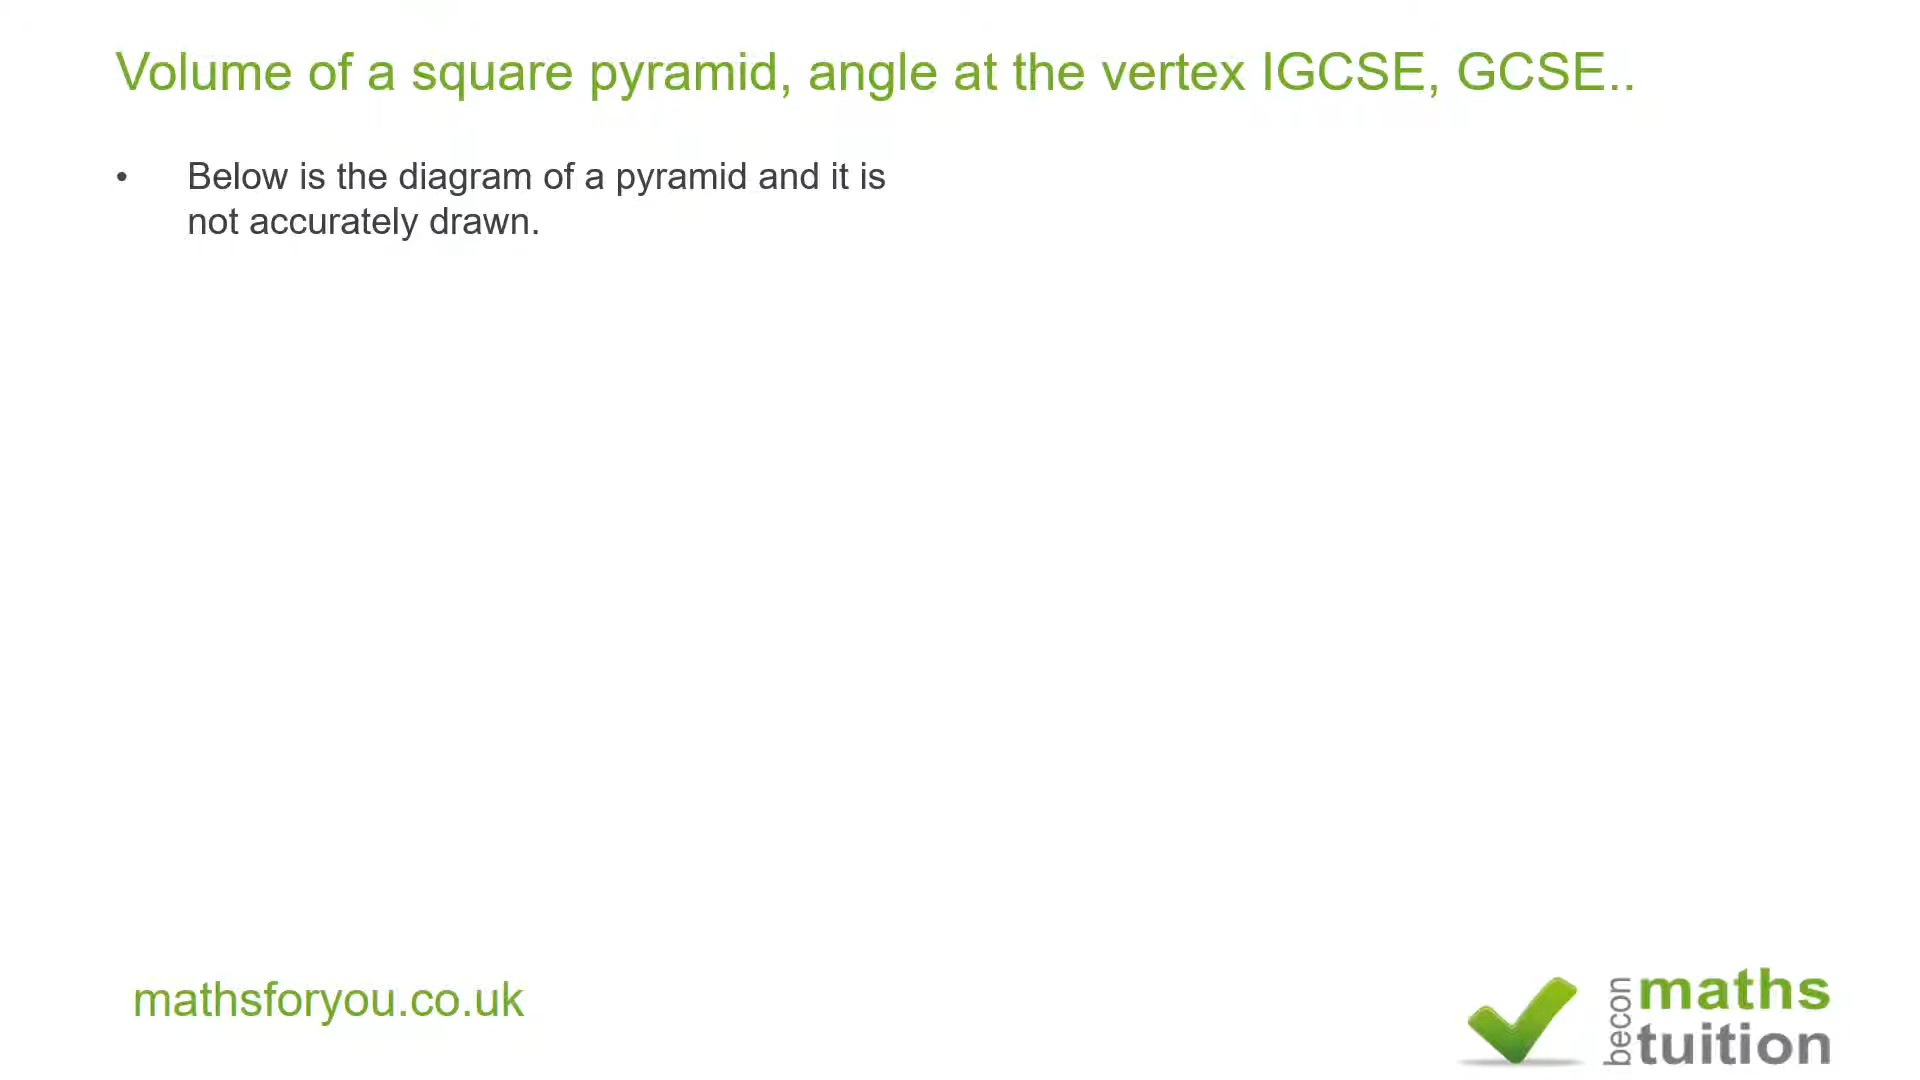 Volume of a square pyramid, angle at the vertex IGCSE, GCSE..
• Below is the diagram of a pyramid and it is
not accurately drawn.
mathsforyou.co.uk
becon
maths
tuition